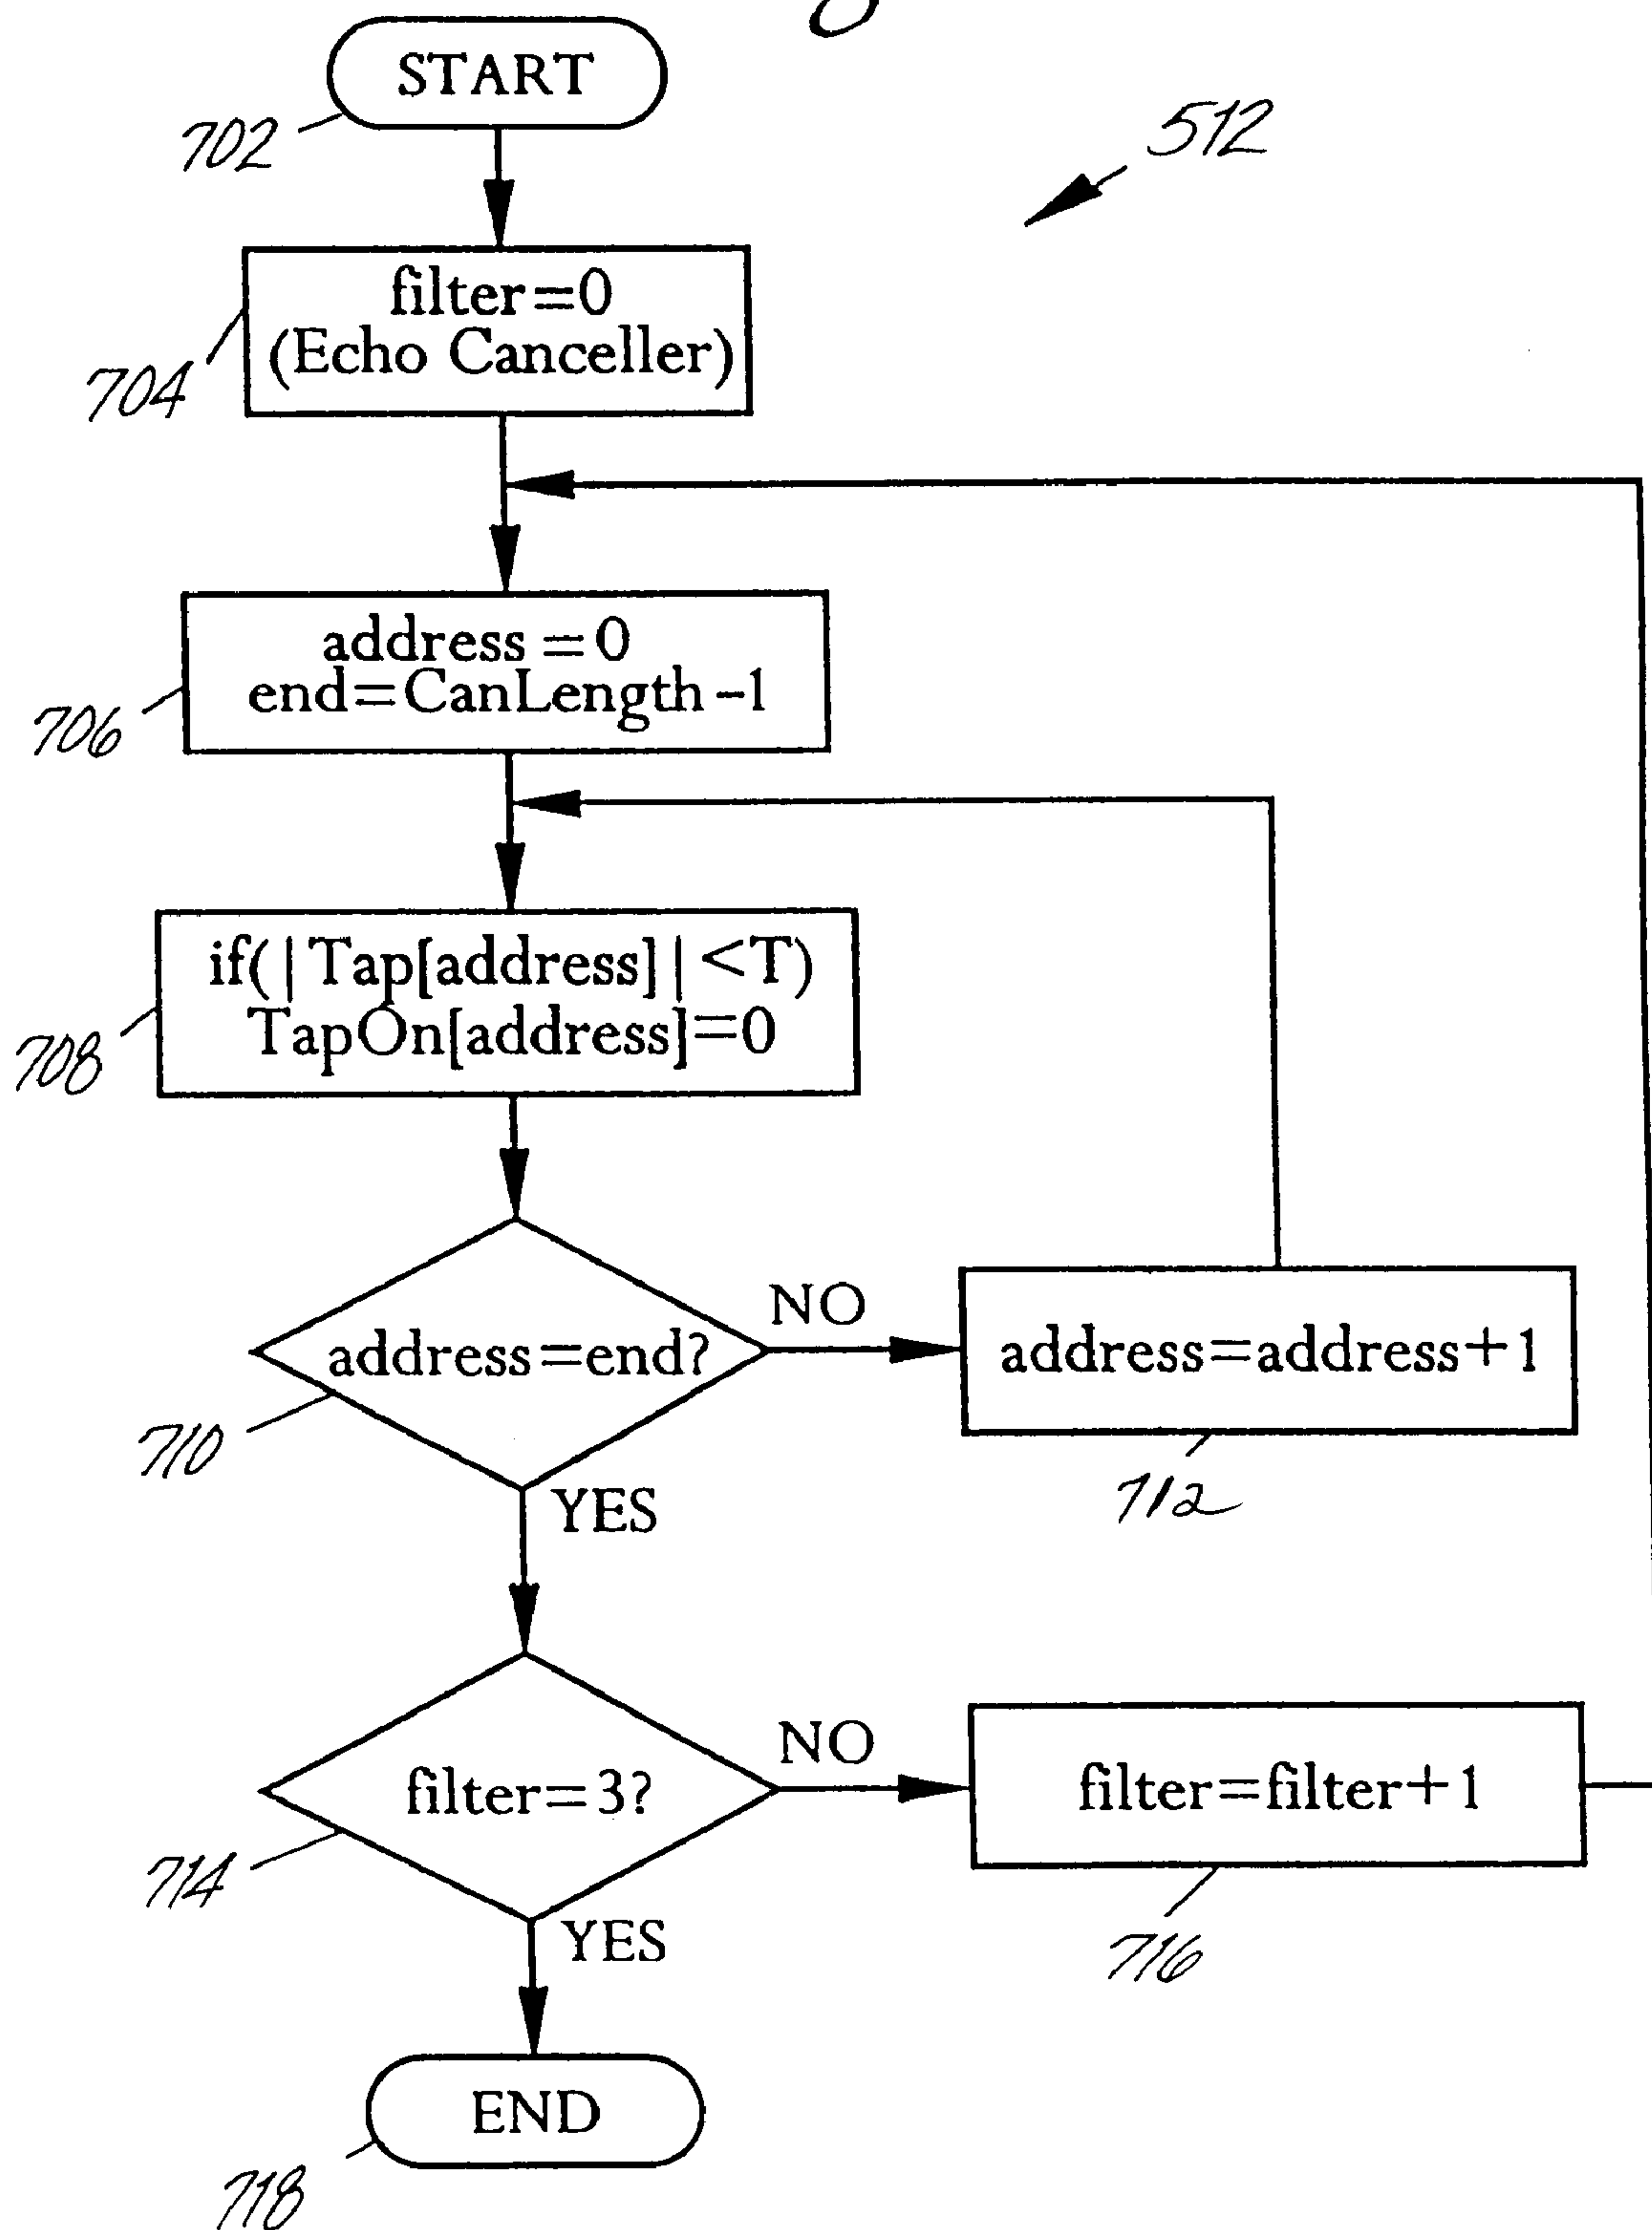 START
702
512
filter=0
(Echo Canceller)
704
address=0
end=CanLength-1
706
if(|Tap[address]|<T)
TapOn[address]=0
708
NO
address=end?
address=address+1
710
712
YES
NO
filter=3?
filter=filter+1
714
716
YES
END
718